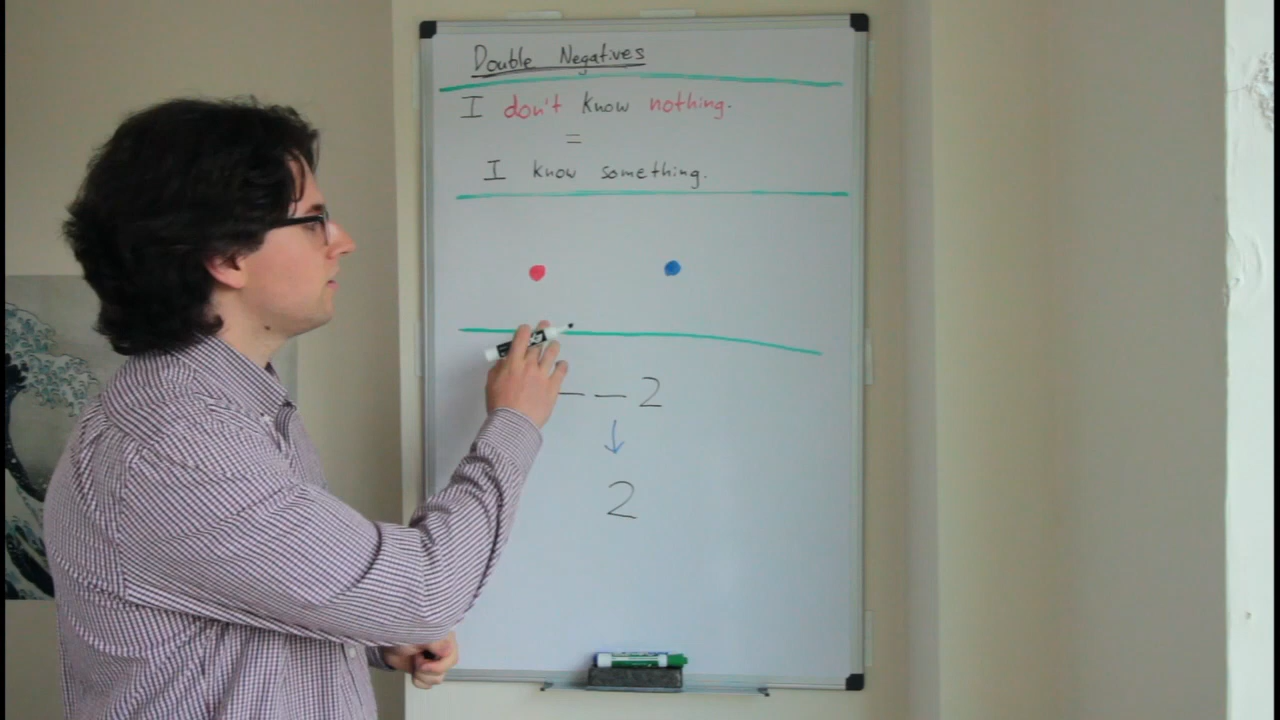 Double Negatives
I don't know nothing.
=
I know something.
− − 2
↓
2